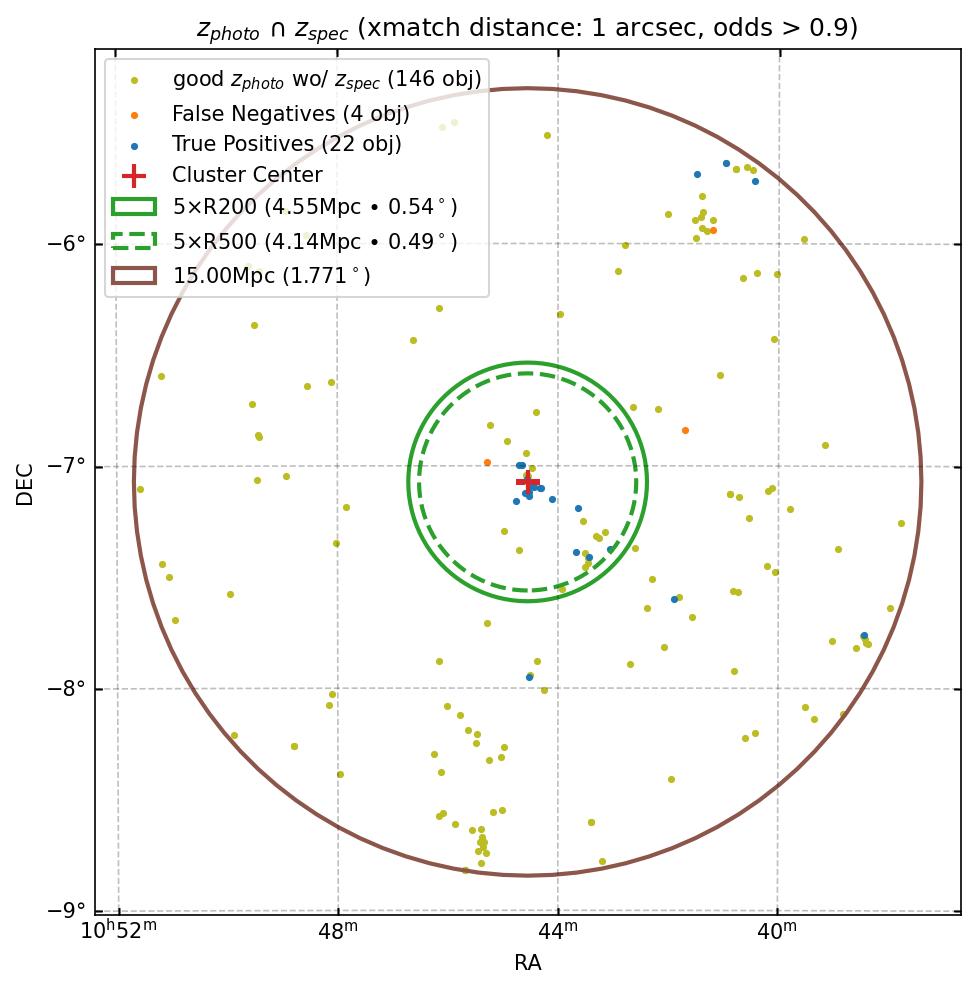 z_photo ∩ z_spec (xmatch distance: 1 arcsec, odds > 0.9)
good z_photo wo/ z_spec (146 obj)
False Negatives (4 obj)
True Positives (22 obj)
Cluster Center
5×R200 (4.55Mpc • 0.54°)
5×R500 (4.14Mpc • 0.49°)
15.00Mpc (1.771°)
−6°
−7°
−8°
−9°
DEC
10h52m 48m 44m 40m
RA